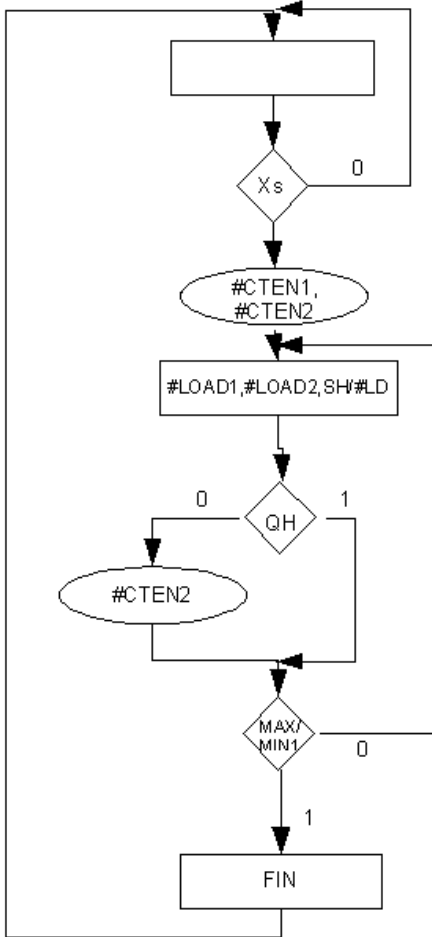 Xs
0
#CTEN1,
#CTEN2
#LOAD1,#LOAD2,SH/#LD
0
1
QH
#CTEN2
MAX/
MIN1
0
1
FIN